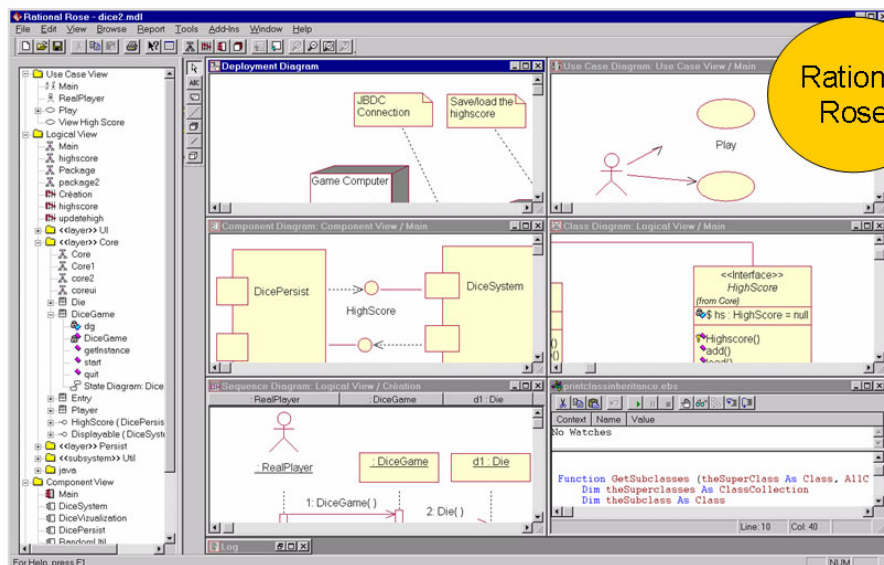 Rational Rose - dice2.mdl
File Edit View Browse Report Tools Add-Ins Window Help
Use Case View
Main
RealPlayer
Play
View High Score
Logical View
Main
highscore
Package
package2
Création
highscore
updatehigh
<<layer>> UI
<<layer>> Core
Core
Core1
core2
coreui
Die
DiceGame
dg
DiceGame
getInstance
start
quit
State Diagram: Dice
Entry
Player
HighScore ( DicePersis
Displayable ( DiceSyst
<<layer>> Persist
<<subsystem>> Util
java
Component View
Main
DiceSystem
DiceVizualization
DicePersist
RandomUtil
ABC
Deployment Diagram
JBDC
Connection
Save/load the
highscore
Game Computer
Use Case Diagram: Use Case View / Main
Play
Ration
Rose
Component Diagram: Component View / Main
DicePersist
HighScore
DiceSystem
Class Diagram: Logical View / Main
<<Interface>>
HighScore
(from Core)
$ hs : HighScore = null
Highscore()
add()
load()
Sequence Diagram: Logical View / Création
: RealPlayer : DiceGame d1 : Die
: RealPlayer
: DiceGame
d1 : Die
1: DiceGame( )
2: Die( )
printclassinheritance.ebs
Context Name Value
No Watches
Function GetSubclasses (theSuperClass As Class, AllC
Dim theSuperclasses As ClassCollection
Dim theSubclass As Class
Line: 10 Col: 40
Log
For Help, press F1
NUM